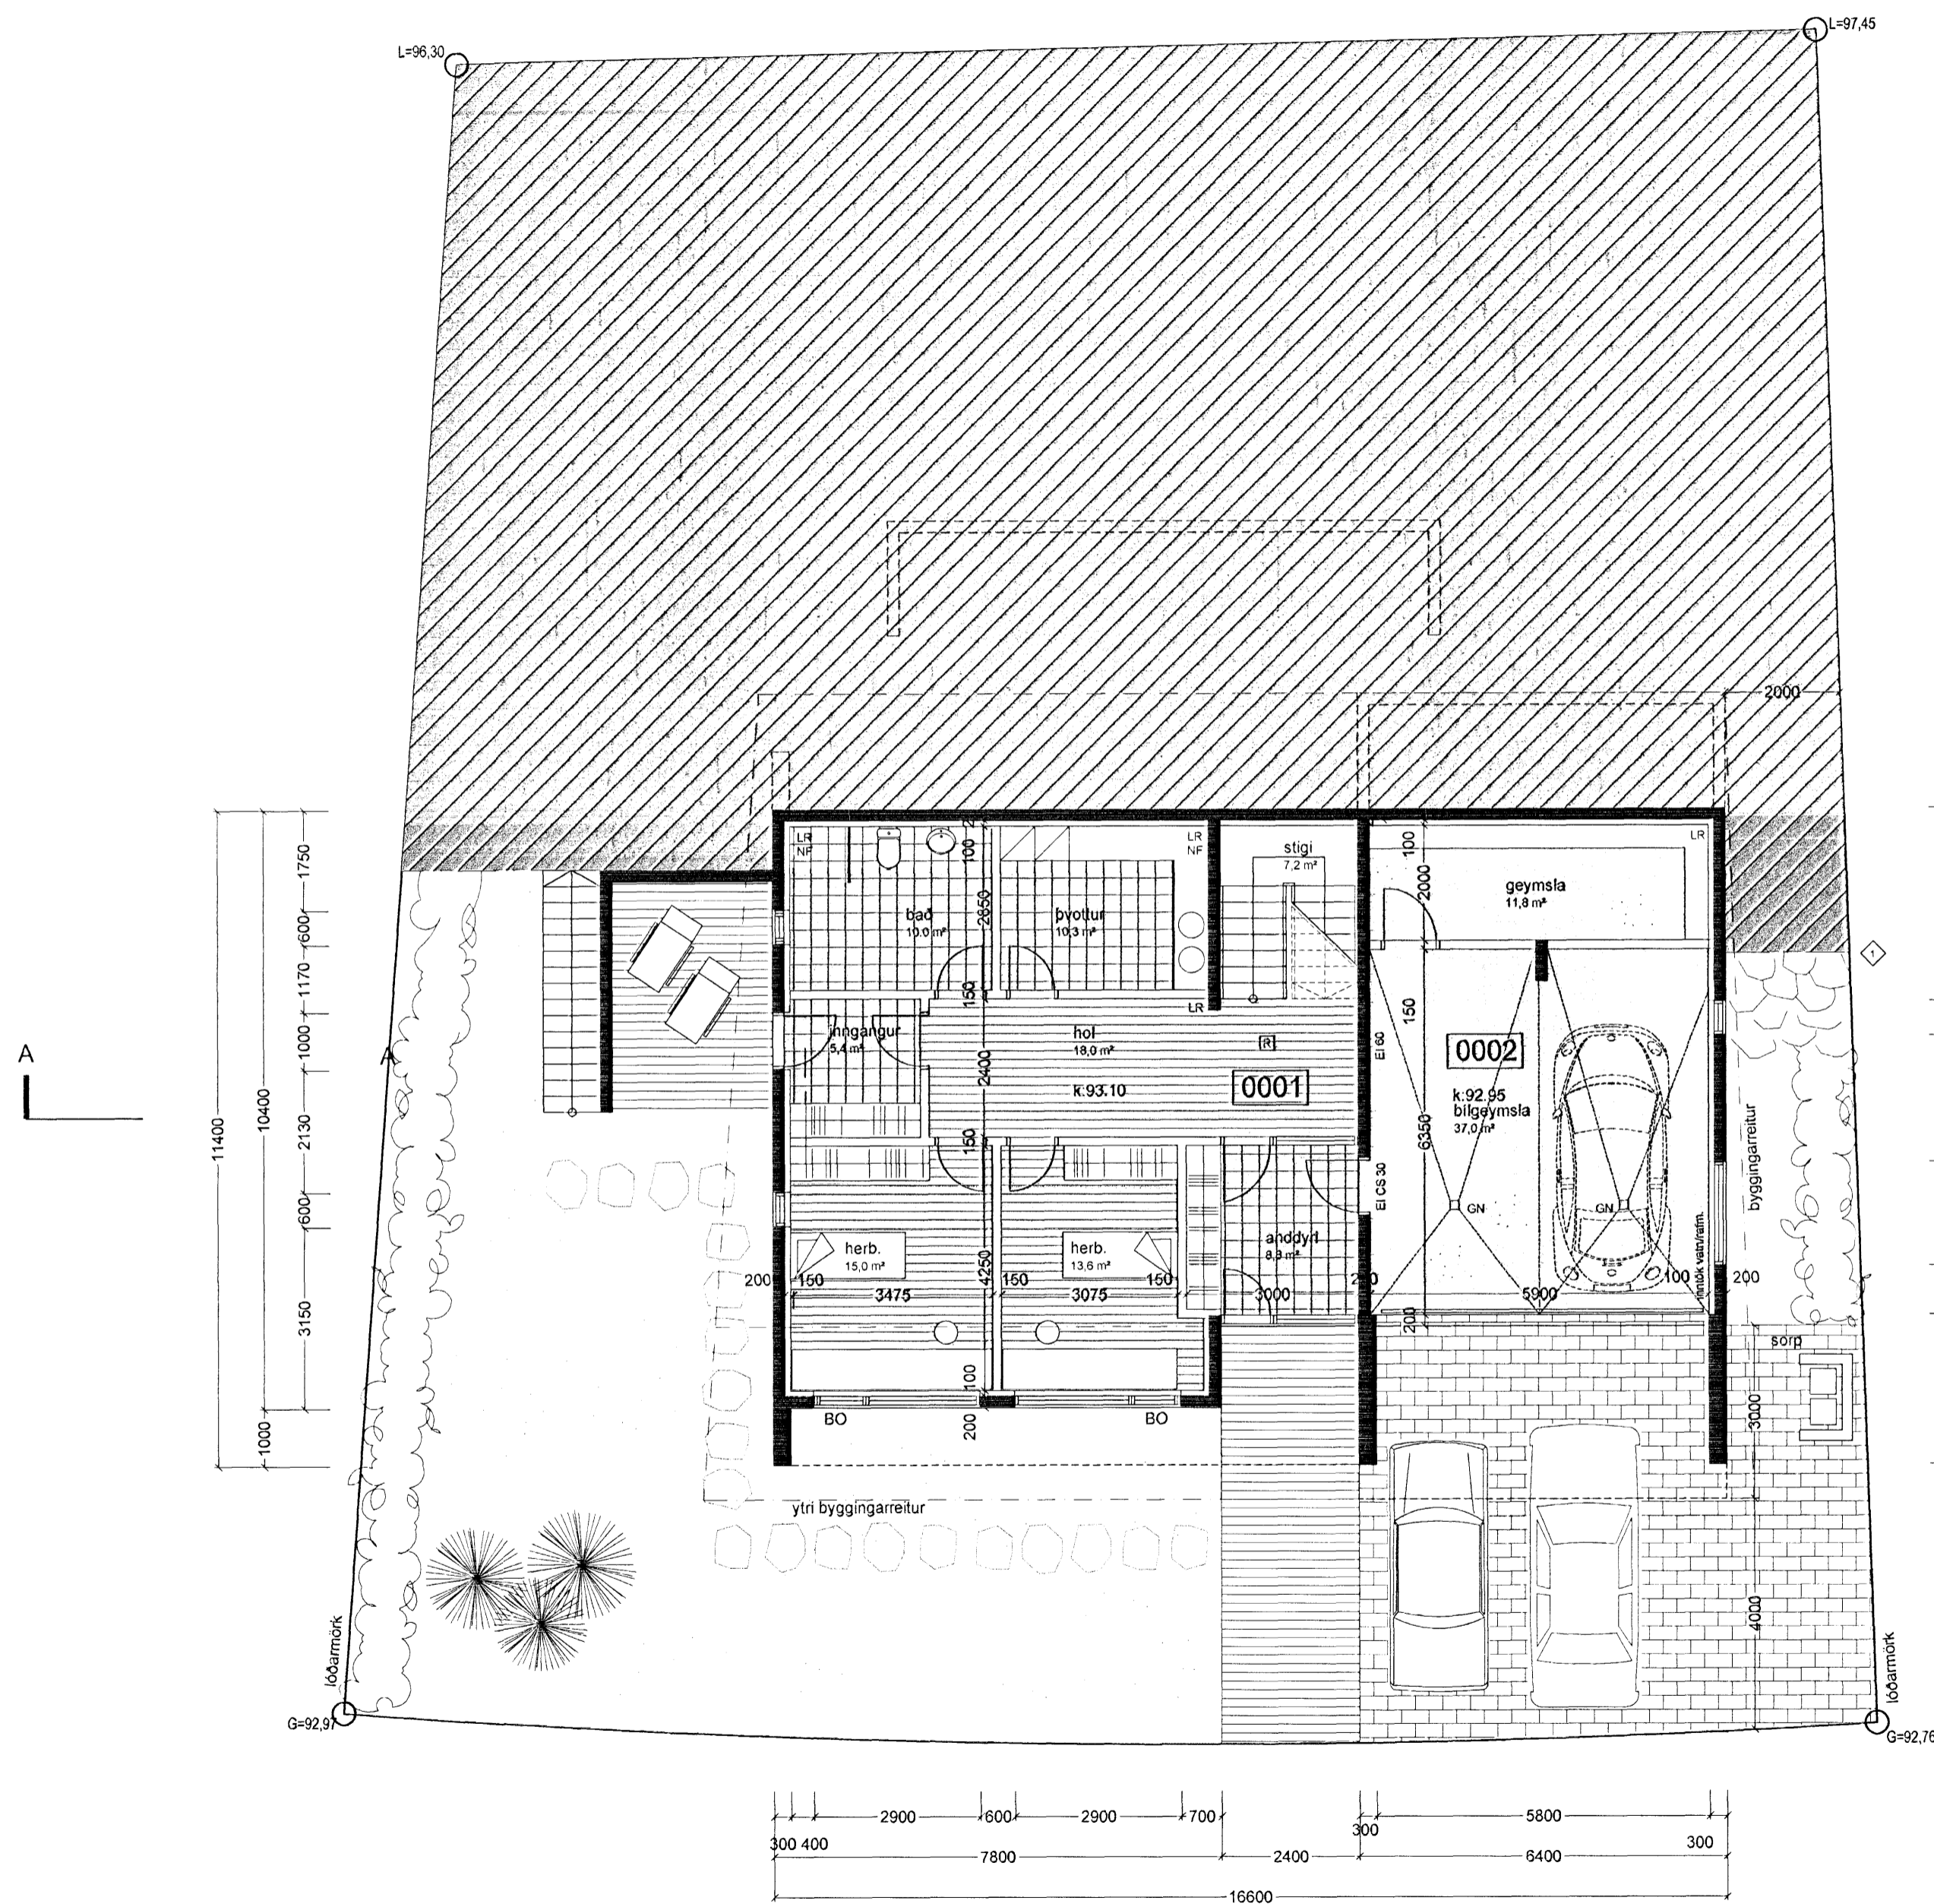 L=96,30
L=97,45
2000
LR
NF
100
bað
10.0 m²
2850
LR
NF
þvottur
10,3 m²
stigi
7,2 m²
100
2000
LR
geymsla
11,8 m²
1
11400
10400
1750
600
1170
1000
2130
600
3150
1000
A
A
inngangur
5,4 m²
150
hol
18,0 m²
2400
k:93.10
LR
R
0001
EI 60
150
0002
k:92.95
bílgeymsla
37,0 m²
6350
EI CS 30
GN
GN
byggingarreitur
inntök vatn/rafm.
150
herb.
15,0 m²
200
150
3475
4250
herb.
13,6 m²
150
150
3075
anddyri
8,3 m²
3000
5900
100
200
200
100
200
BO
BO
sorp
3000
4000
ytri byggingarreitur
lóðarmörk
lóðarmörk
G=92,97
G=92,76
2900
600
2900
700
5800
300
400
300
300
7800
2400
6400
16600